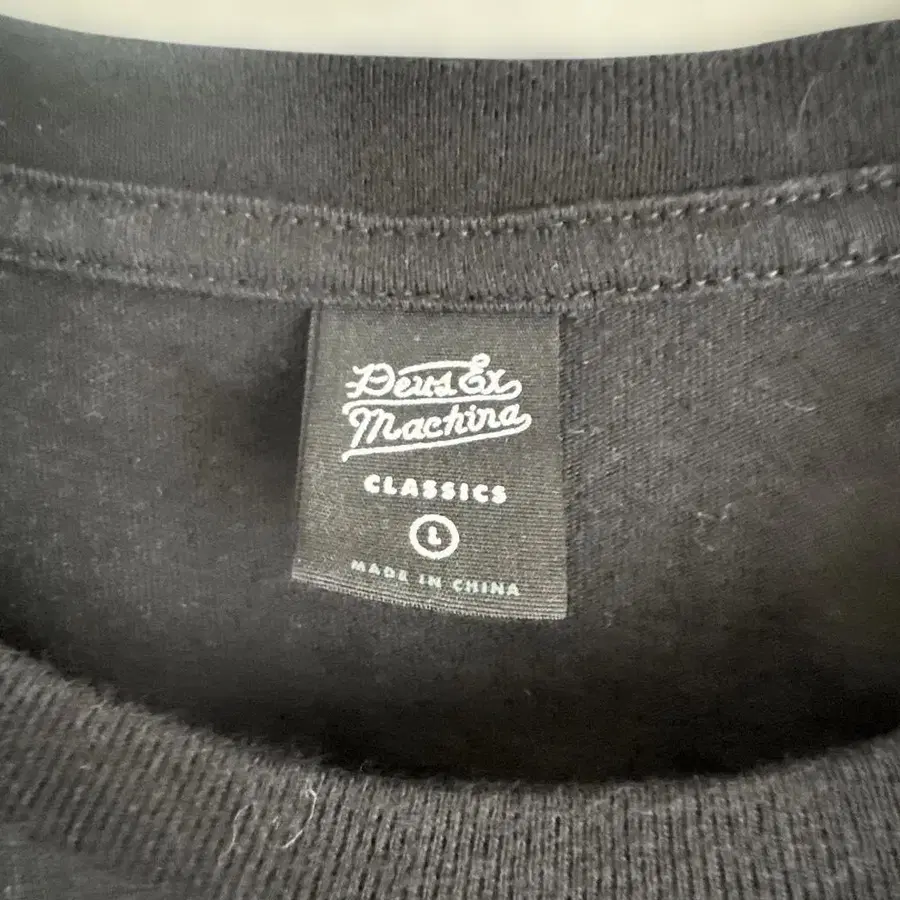 Deus Ex
Machina
CLASSICS
L
MADE IN CHINA